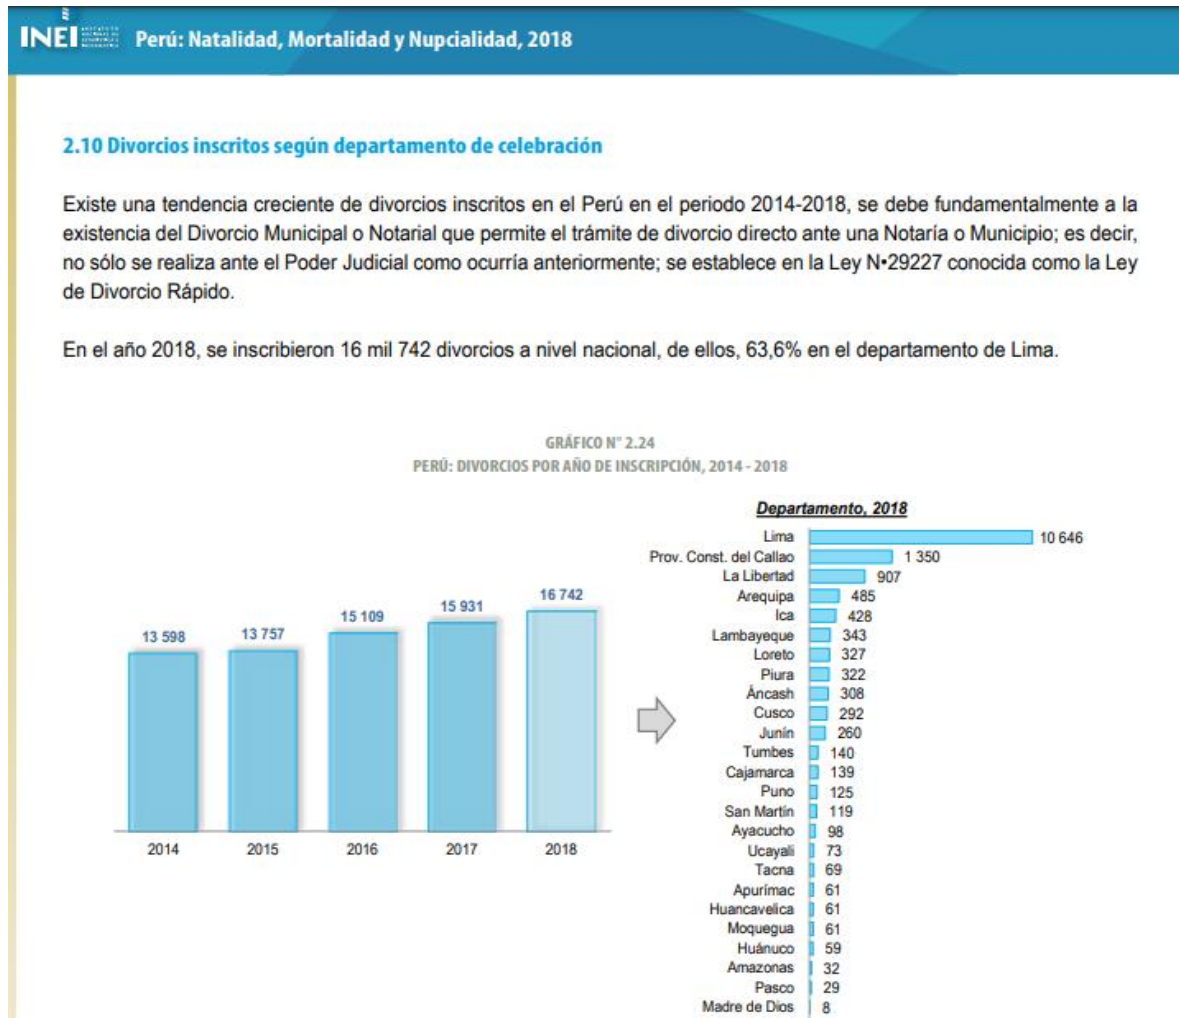 INEI
Perú: Natalidad, Mortalidad y Nupcialidad, 2018
2.10 Divorcios inscritos según departamento de celebración
Existe una tendencia creciente de divorcios inscritos en el Perú en el periodo 2014-2018, se debe fundamentalmente a la
existencia del Divorcio Municipal o Notarial que permite el trámite de divorcio directo ante una Notaría o Municipio; es decir,
no sólo se realiza ante el Poder Judicial como ocurría anteriormente; se establece en la Ley N•29227 conocida como la Ley
de Divorcio Rápido.
En el año 2018, se inscribieron 16 mil 742 divorcios a nivel nacional, de ellos, 63,6% en el departamento de Lima.
GRÁFICO N° 2.24
PERÚ: DIVORCIOS POR AÑO DE INSCRIPCIÓN, 2014 - 2018
13 598 13 757 15 109 15 931 16 742
2014 2015 2016 2017 2018
Departamento, 2018
Lima 10 646
Prov. Const. del Callao 1 350
La Libertad 907
Arequipa 485
Ica 428
Lambayeque 343
Loreto 327
Piura 322
Áncash 308
Cusco 292
Junín 260
Tumbes 140
Cajamarca 139
Puno 125
San Martín 119
Ayacucho 98
Ucayali 73
Tacna 69
Apurímac 61
Huancavelica 61
Moquegua 61
Huánuco 59
Amazonas 32
Pasco 29
Madre de Dios 8